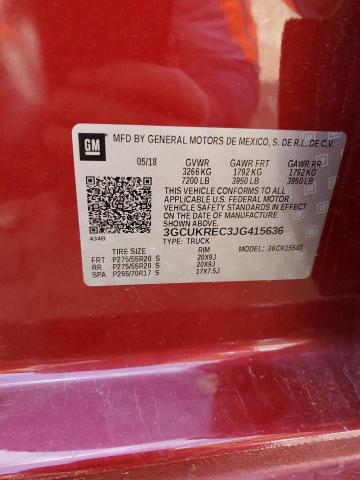 GM
MFD BY GENERAL MOTORS DE MEXICO, S. DE R.L. DE C.V.
05/18 GVWR GAWR FRT GAWR RR
3266 KG 1792 KG 1792 KG
7200 LB 3950 LB 3950 LB
THIS VEHICLE CONFORMS TO ALL
APPLICABLE U.S. FEDERAL MOTOR
VEHICLE SAFETY STANDARDS IN
EFFECT ON THE DATE OF MANUFACTURE
SHOWN ABOVE.
3GCUKREC3JG415636
434B TYPE: TRUCK MODEL: 36CK15543
TIRE SIZE RIM
FRT P275/55R20 S 20X9J
RR P275/55R20 S 20X9J
SPA P265/70R17 S 17X7.5J